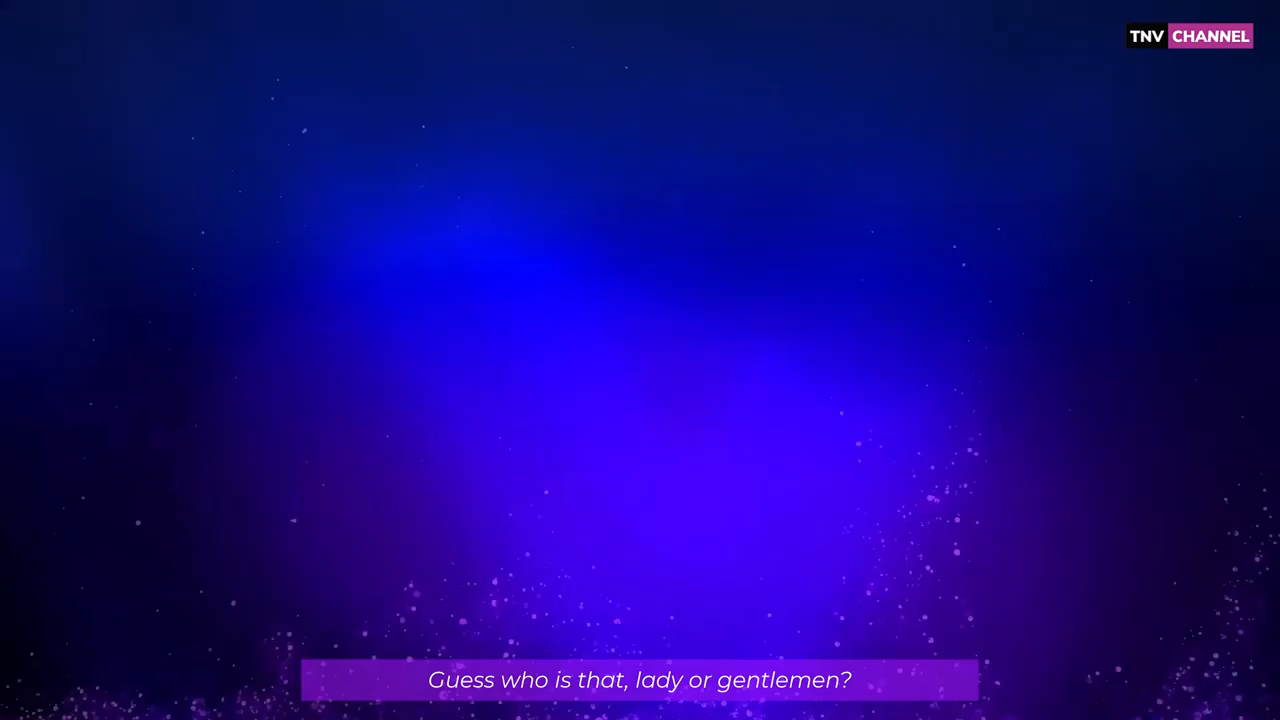 TNV CHANNEL
Guess who is that, lady or gentlemen?